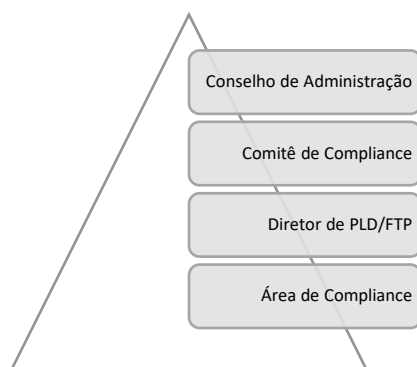 Conselho de Administração
Comitê de Compliance
Diretor de PLD/FTP
Área de Compliance